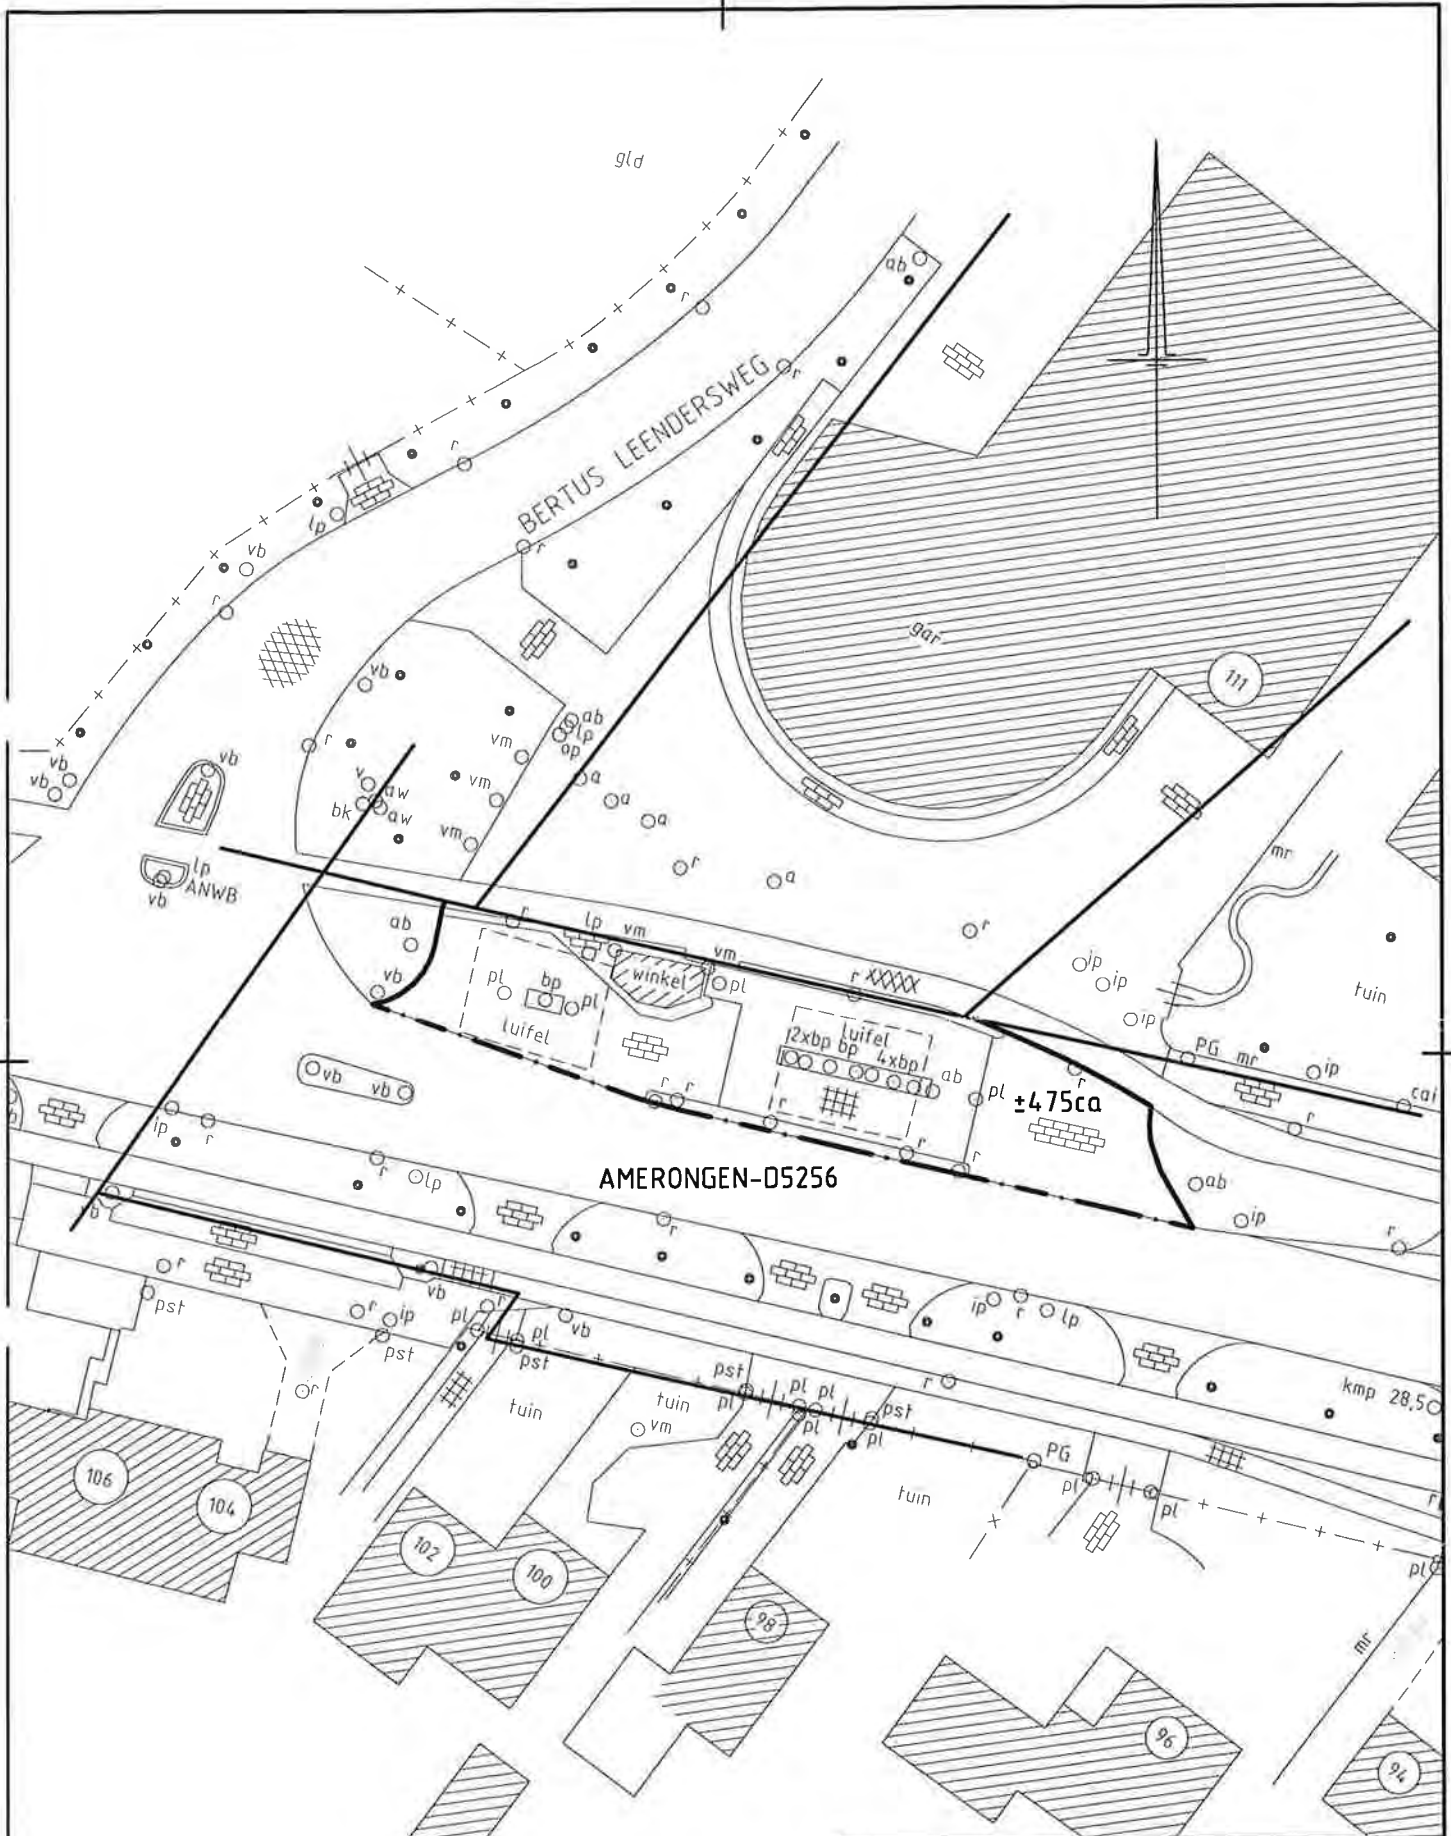 gld
ab
r
r
BERTUS LEENDERSWEG
r
lp
vb
r
r
gar
111
vb
ab
lp
ap
vm
r
vb
vb
vb
v
aw
bk
aw
vm
vm
a
a
a
r
a
mr
lp
ANWB
vb
r
ab
vb
r
lp
vm
vm
r
r
ip
ip
ip
tuin
pl
bp
pl
winkel
pl
luifel
luifel
2xbp
bp
4xbp
ab
pl
PG
mr
ip
cai
vb
vb
r
r
r
±475ca
r
r
ip
r
r
r
r
lp
AMERONGEN-D5256
ab
ip
r
r
vb
r
pst
vb
r
ip
pst
pl
r
pl
pst
vb
ip
r
lp
r
kmp 28,5
tuin
tuin
vm
pst
pl
pl
pl
pl
pst
pl
PG
pl
pl
r
tuin
r
pl
106
104
102
100
98
96
94
mr